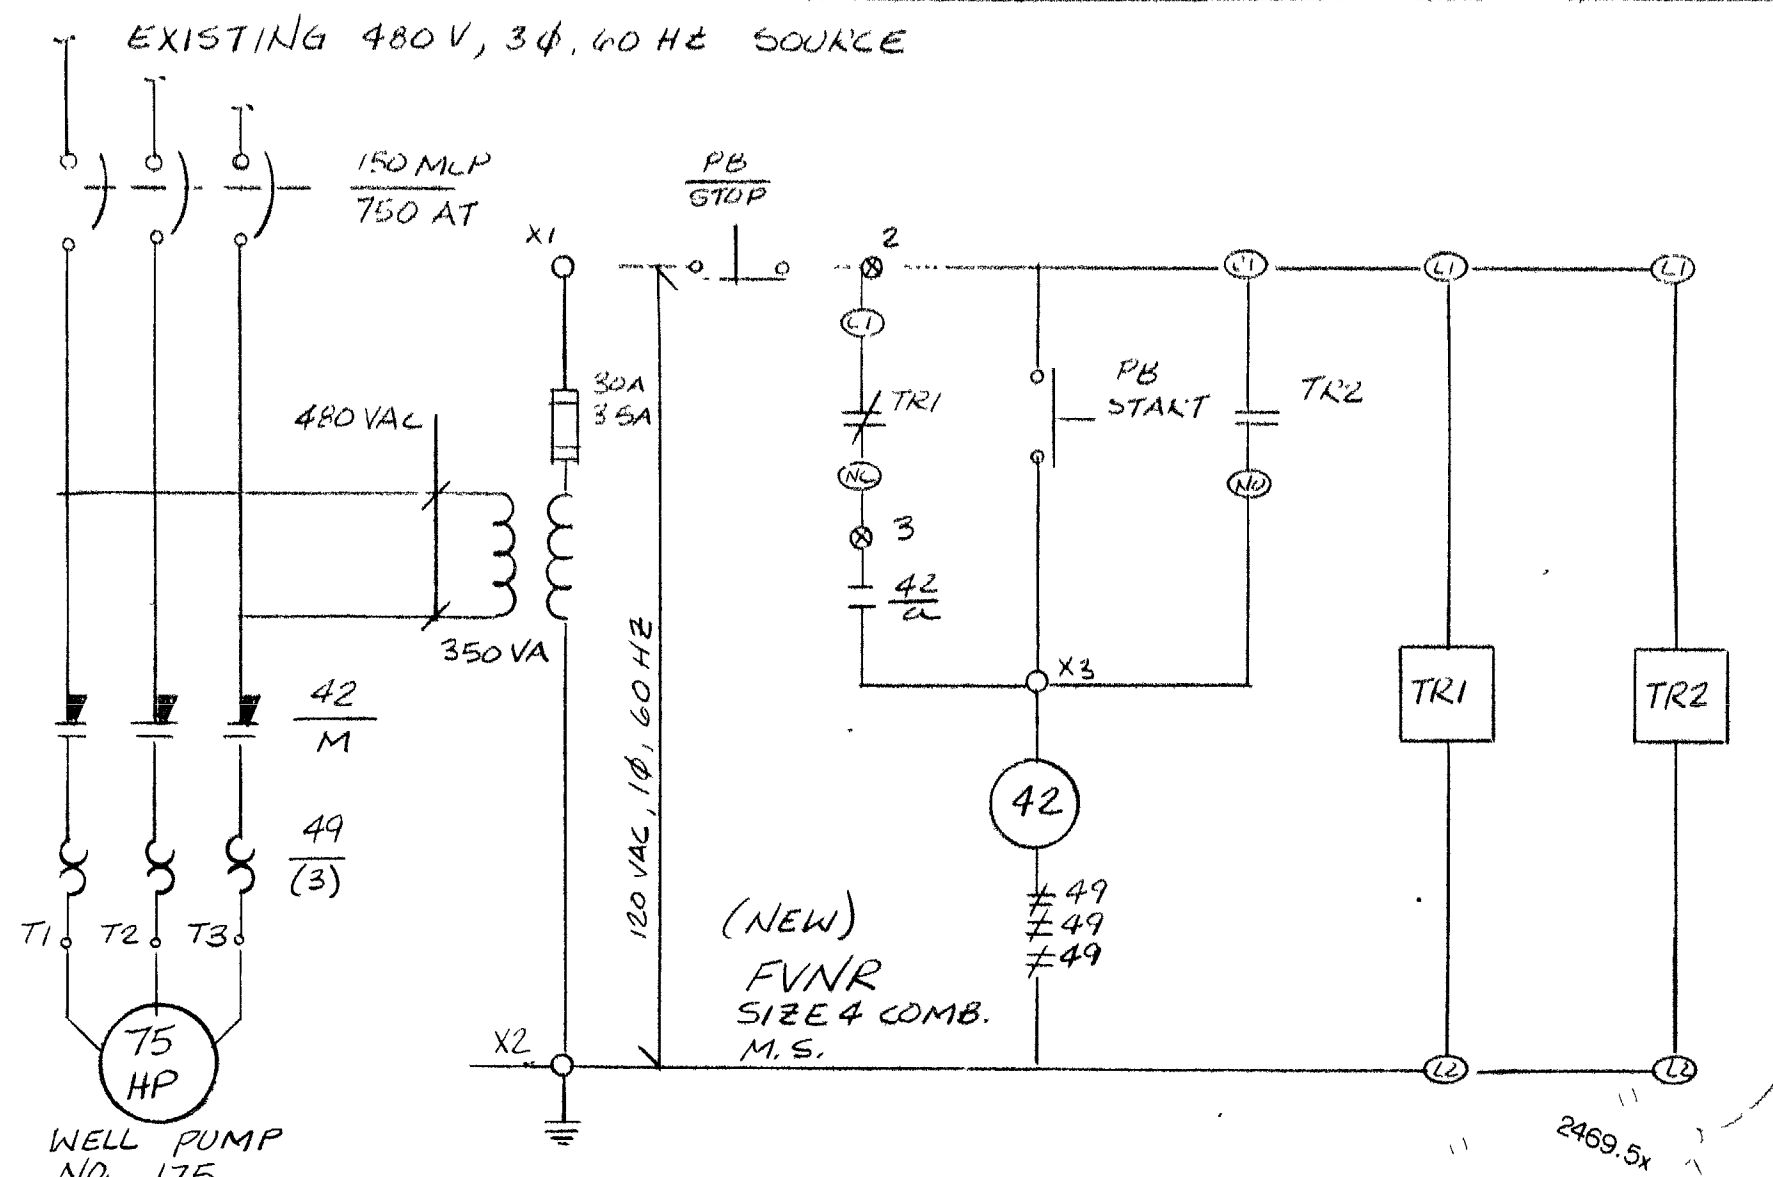 EXISTING 480 V, 3φ, 60 HZ SOURCE
150 MCP
750 AT
PB
STOP
X1
2
L1
L1
L1
L1
30A
3.5A
480 VAC
TR1
PB
START
TR2
NC
NO
3
42
a
350 VA
X3
42
M
TR1
TR2
120 VAC, 1φ, 60 HZ
42
49
(3)
49
49
49
T1
T2
T3
(NEW)
FVNR
SIZE 4 COMB.
M.S.
X2
75
HP
L2
L2
WELL PUMP
NO. 175
2469.5x